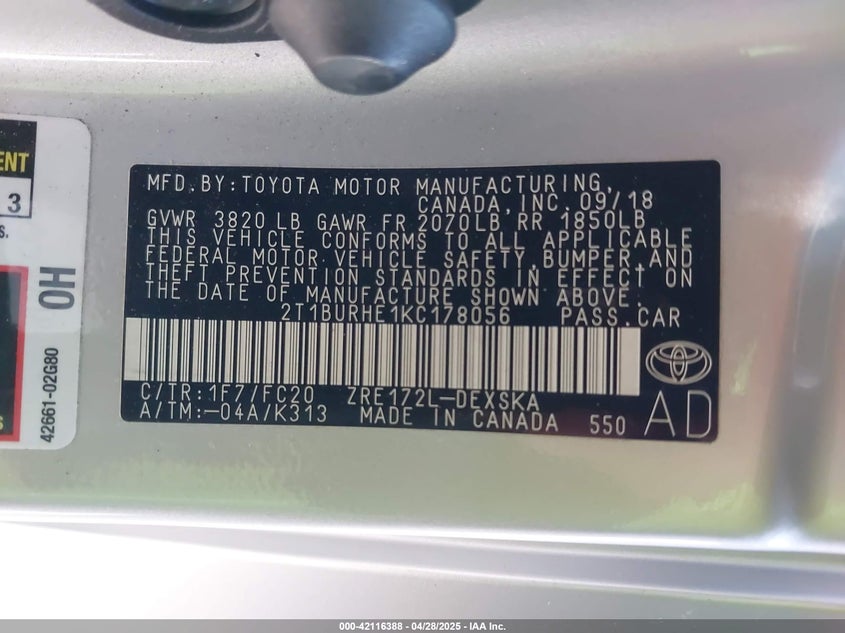 ENT
3
S.
OH
42661-02G80
s
MFD.BY:TOYOTA MOTOR MANUFACTURING,
CANADA, INC. 09/18
GVWR 3820 LB GAWR FR 2070LB RR 1850LB
THIS VEHICLE CONFORMS TO ALL APPLICABLE
FEDERAL MOTOR VEHICLE SAFETY, BUMPER, AND
THEFT PREVENTION STANDARDS IN EFFECT ON
THE DATE OF MANUFACTURE SHOWN ABOVE.
2T1BURHE1KC178056 PASS.CAR
C/TR:1F7/FC20 ZRE172L-DEXSKA
A/TM:-04A/K313 MADE IN CANADA 550 AD
000-42116388 - 04/28/2025 - IAA Inc.